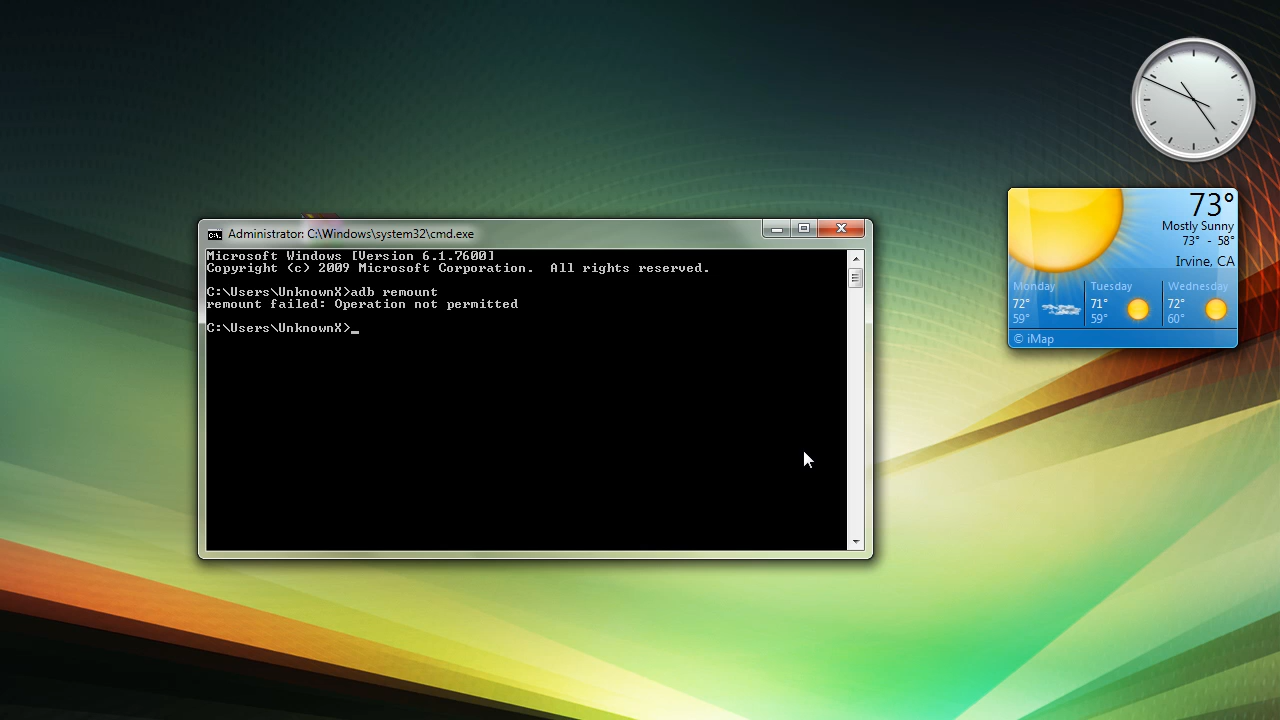 Administrator: C:\Windows\system32\cmd.exe
Microsoft Windows [Version 6.1.7600]
Copyright (c) 2009 Microsoft Corporation.  All rights reserved.
C:\Users\UnknownX>adb remount
remount failed: Operation not permitted
C:\Users\UnknownX>_
73°
Mostly Sunny
73° - 58°
Irvine, CA
Monday Tuesday Wednesday
72° 71° 72°
59° 59° 60°
© iMap